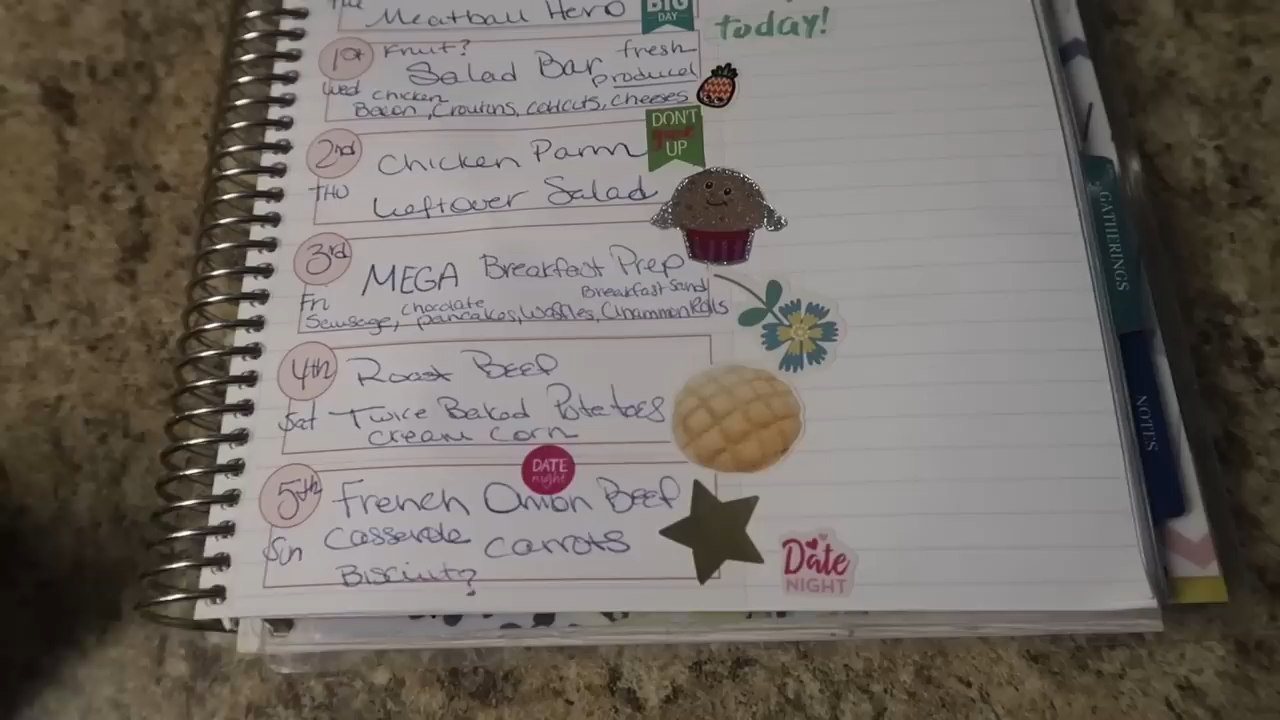 Meatball Hero
BIG
DAY
today!
1st Fruit?
Salad Bar fresh
produce
Wed chicken
Bacon, Croutons, coldcuts, cheeses
DON'T
UP
2nd Chicken Parm
THU Leftover Salad
3rd MEGA Breakfast Prep
Breakfast Sand
Fri chocolate
Sausage, pancakes, Waffles, Cinammon Rolls
4th Roast Beef
Sat Twice Baked Potatoes
cream corn
DATE
night
5th French Onion Beef
Sun Casserole carrots
Bisciut?
Date
NIGHT
GATHERINGS
NOTES